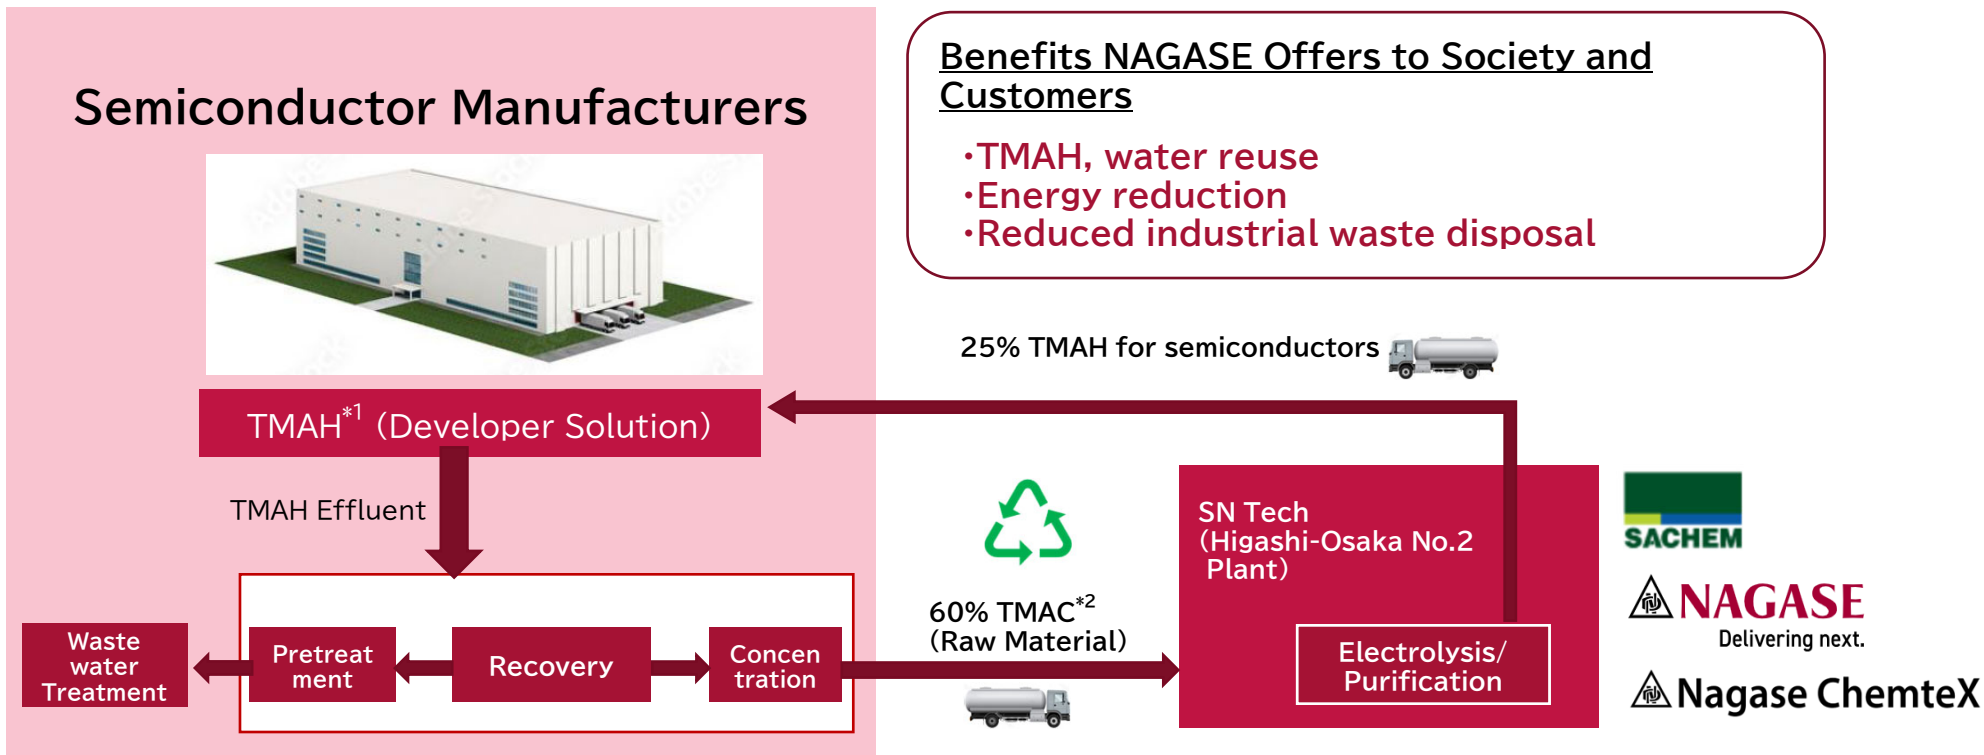 Semiconductor Manufacturers
TMAH*1 (Developer Solution)
TMAH Effluent
Waste
water
Treatment
Pretreat
ment
Recovery
Concen
tration
Benefits NAGASE Offers to Society and
Customers
・TMAH, water reuse
・Energy reduction
・Reduced industrial waste disposal
25% TMAH for semiconductors
60% TMAC*2
(Raw Material)
SN Tech
(Higashi-Osaka No.2
Plant)
Electrolysis/
Purification
SACHEM
NAGASE
Delivering next.
Nagase ChemteX